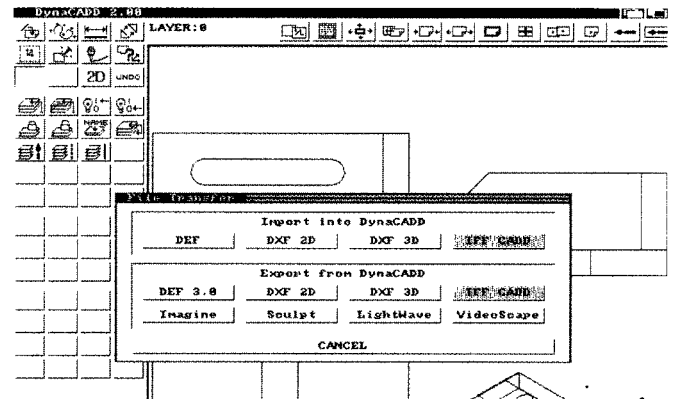 DynaCADD 2.00
LAYER:0
2D UNDO
NAME
File Transfer
Import into DynaCADD
DEF DXF 2D DXF 3D IFF CADD
Export from DynaCADD
DEF 3.0 DXF 2D DXF 3D IFF CADD
Imagine Sculpt LightWave VideoScape
CANCEL